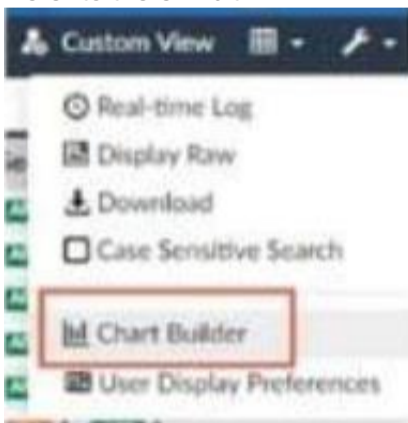 Custom View
Real-time Log
Display Raw
Download
Case Sensitive Search
Chart Builder
User Display Preferences